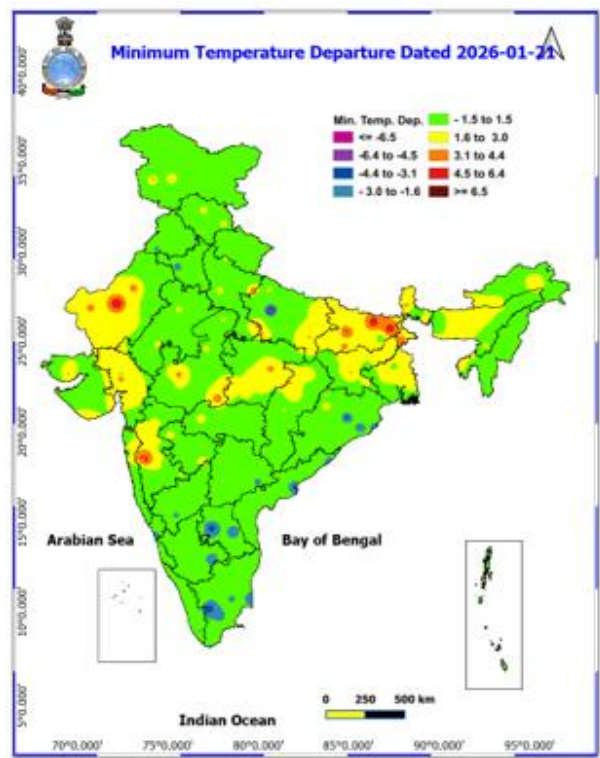 Minimum Temperature Departure Dated 2026-01-21
Min. Temp. Dep.
<= -6.5
-6.4 to -4.5
-4.4 to -3.1
- 3.0 to -1.6
- 1.5 to 1.5
1.6 to 3.0
3.1 to 4.4
4.5 to 6.4
>= 6.5
40°0.000'
35°0.000'
30°0.000'
25°0.000'
20°0.000'
15°0.000'
10°0.000'
5°0.000'
Arabian Sea
Bay of Bengal
0 250 500 km
Indian Ocean
70°0.000' 75°0.000' 80°0.000' 85°0.000' 90°0.000' 95°0.000'